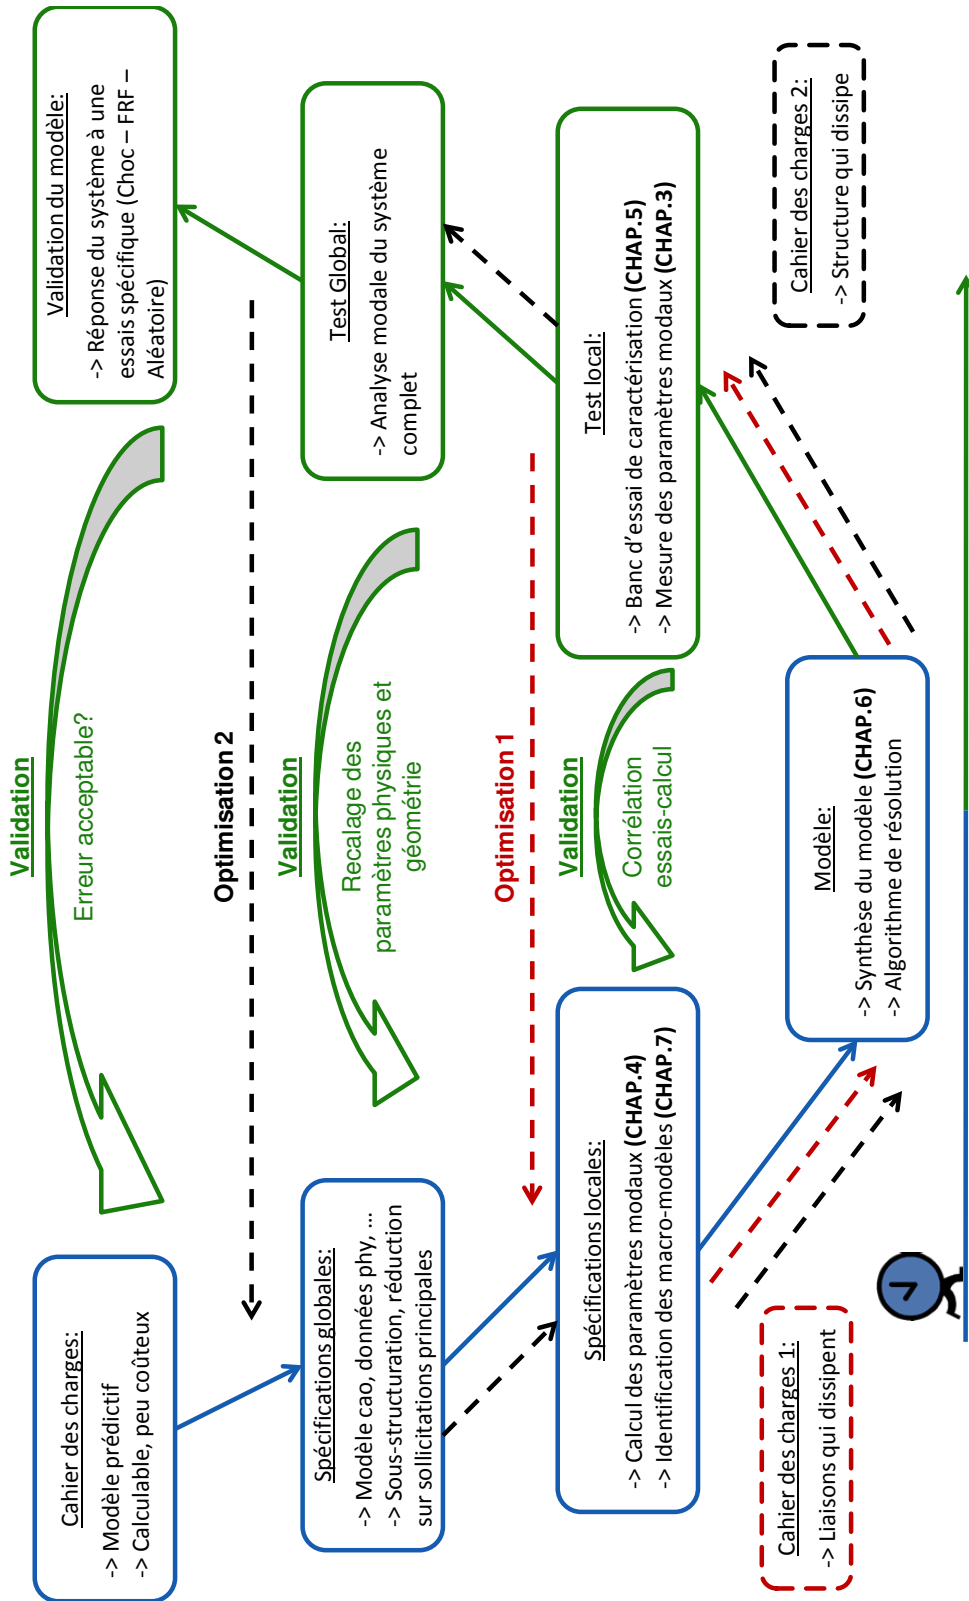 Cahier des charges:
-> Modèle prédictif
-> Calculable, peu coûteux
Validation
Erreur acceptable?
Validation du modèle:
-> Réponse du système à une
essais spécifique (Choc – FRF –
Aléatoire)
Optimisation 2
Spécifications globales:
-> Modèle cao, données phy, ...
-> Sous-structuration, réduction
sur sollicitations principales
Validation
Recalage des
paramètres physiques et
géométrie
Test Global:
-> Analyse modale du système
complet
Optimisation 1
Spécifications locales:
-> Calcul des paramètres modaux (CHAP.4)
-> Identification des macro-modèles (CHAP.7)
Validation
Corrélation
essais-calcul
Test local:
-> Banc d’essai de caractérisation (CHAP.5)
-> Mesure des paramètres modaux (CHAP.3)
Cahier des charges 1:
-> Liaisons qui dissipent
Modèle:
-> Synthèse du modèle (CHAP.6)
-> Algorithme de résolution
Cahier des charges 2:
-> Structure qui dissipe